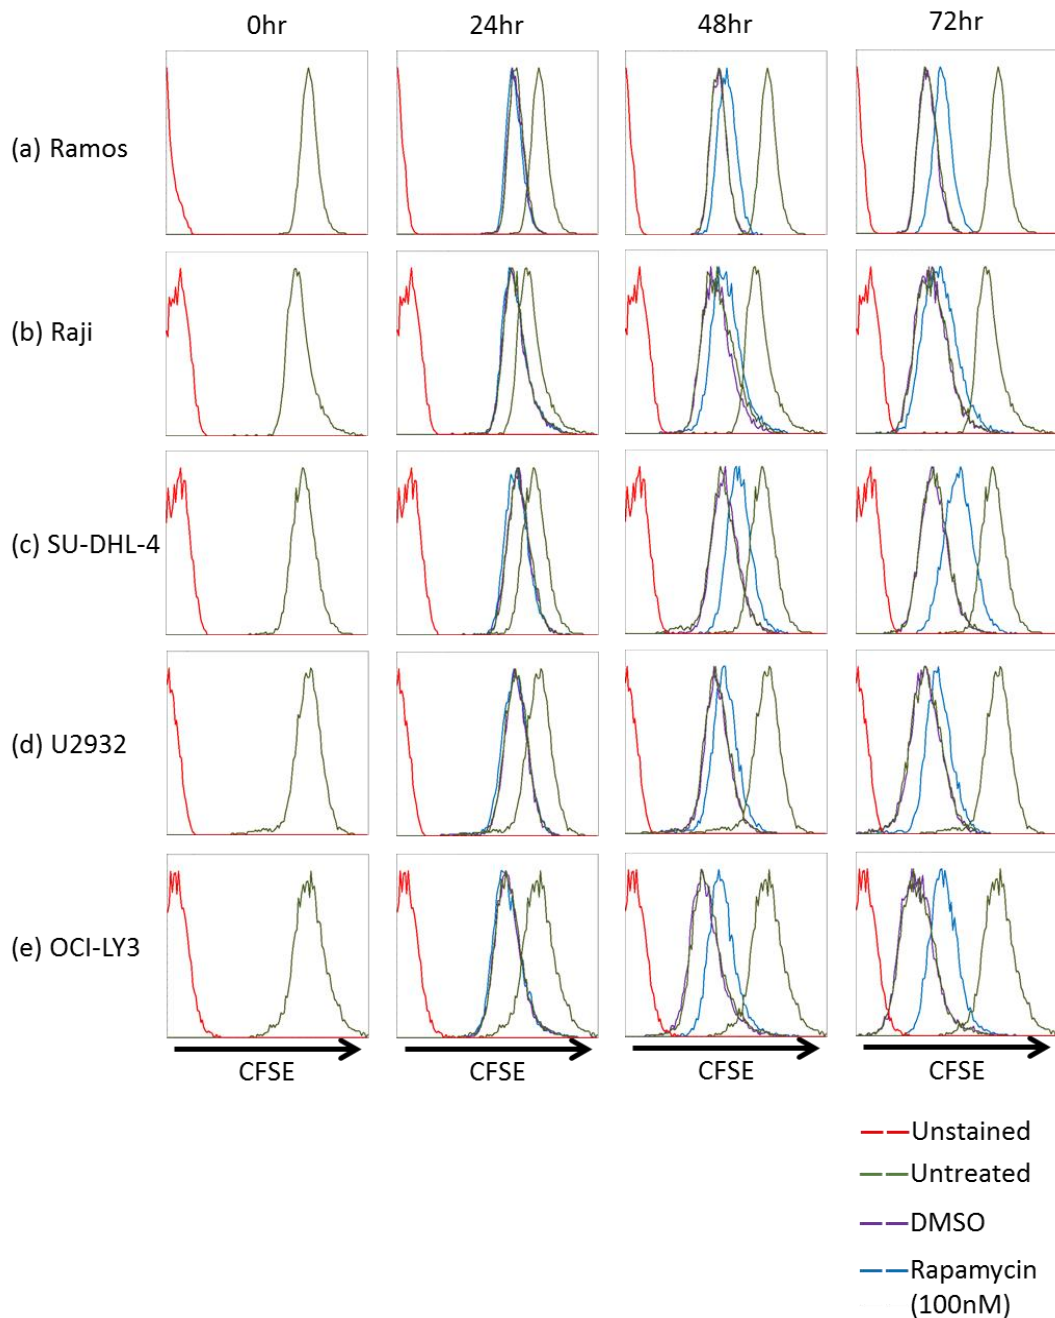 0hr 24hr 48hr 72hr
(a) Ramos
(b) Raji
(c) SU-DHL-4
(d) U2932
(e) OCI-LY3
CFSE CFSE CFSE CFSE
Unstained
Untreated
DMSO
Rapamycin
(100nM)